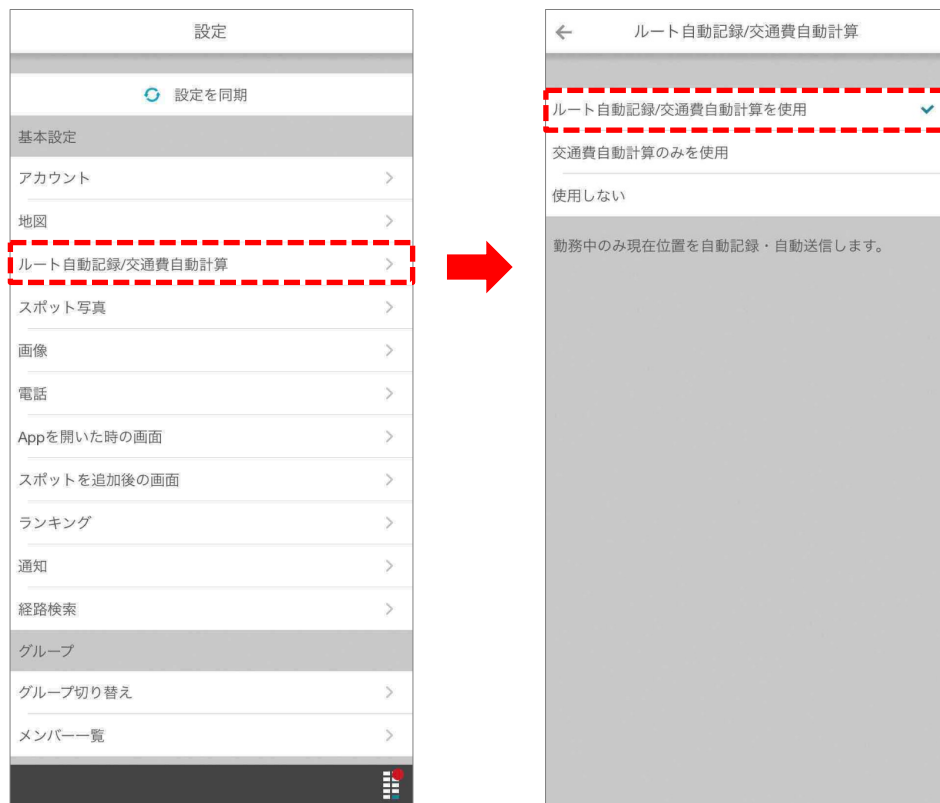 設定
設定を同期
基本設定
アカウント
地図
ルート自動記録/交通費自動計算
スポット写真
画像
電話
Appを開いた時の画面
スポットを追加後の画面
ランキング
通知
経路検索
グループ
グループ切り替え
メンバー一覧
ルート自動記録/交通費自動計算
ルート自動記録/交通費自動計算を使用
交通費自動計算のみを使用
使用しない
勤務中のみ現在位置を自動記録・自動送信します。